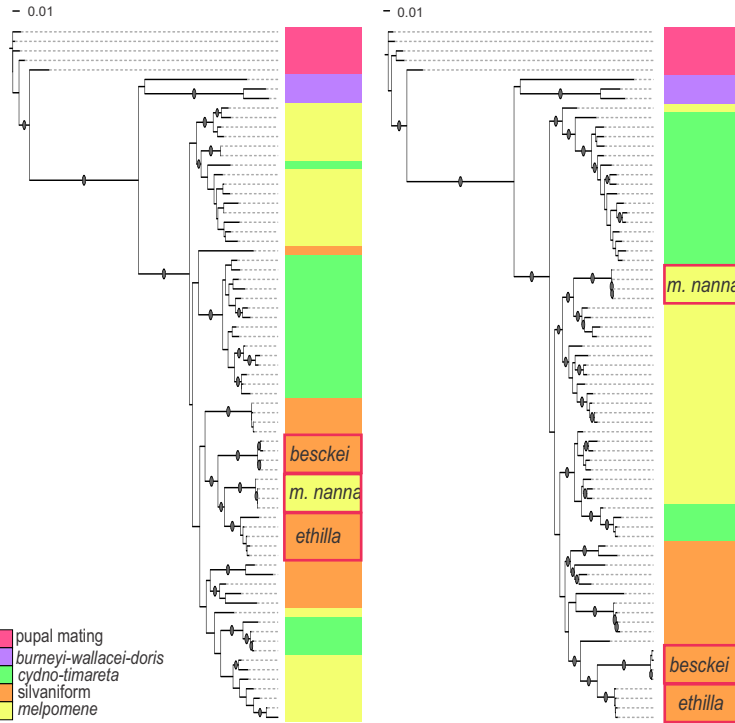 0.01
0.01
m. nanna
besckei
m. nanna
ethilla
pupal mating
burneyi-wallacei-doris
cydno-timareta
silvaniform
melpomene
besckei
ethilla